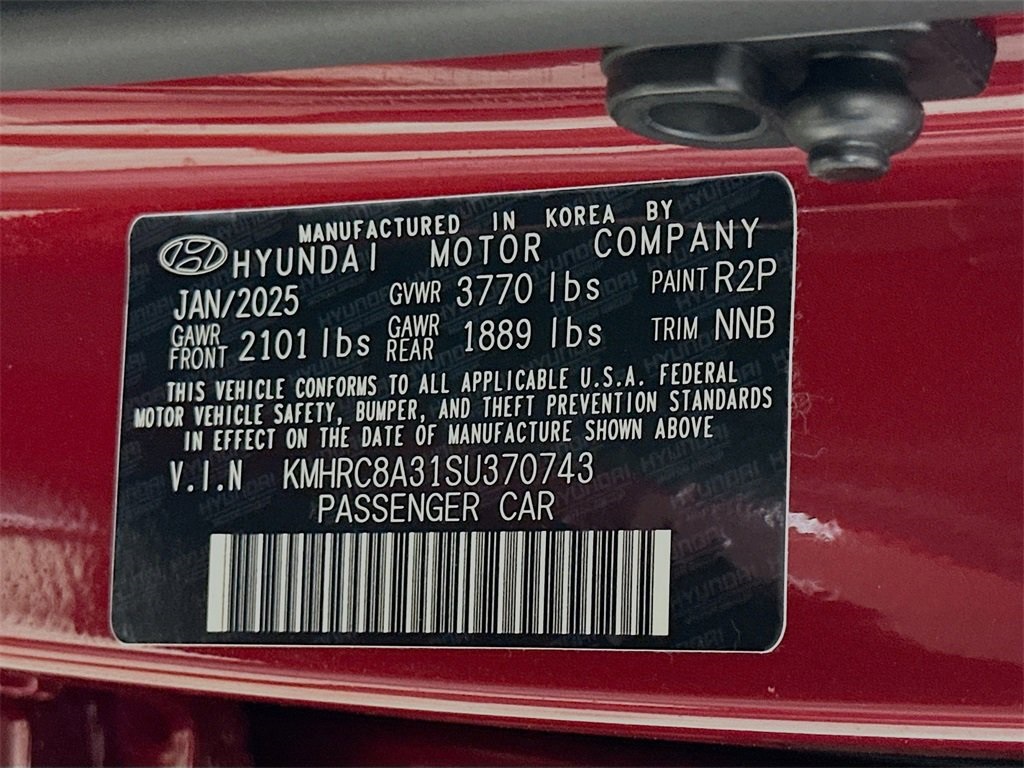 MANUFACTURED IN KOREA BY
HYUNDAI MOTOR COMPANY
JAN/2025 GVWR 3770 lbs PAINT R2P
GAWR FRONT 2101 lbs GAWR REAR 1889 lbs TRIM NNB
THIS VEHICLE CONFORMS TO ALL APPLICABLE U.S.A. FEDERAL
MOTOR VEHICLE SAFETY, BUMPER, AND THEFT PREVENTION STANDARDS
IN EFFECT ON THE DATE OF MANUFACTURE SHOWN ABOVE
V.I.N KMHRC8A31SU370743
PASSENGER CAR